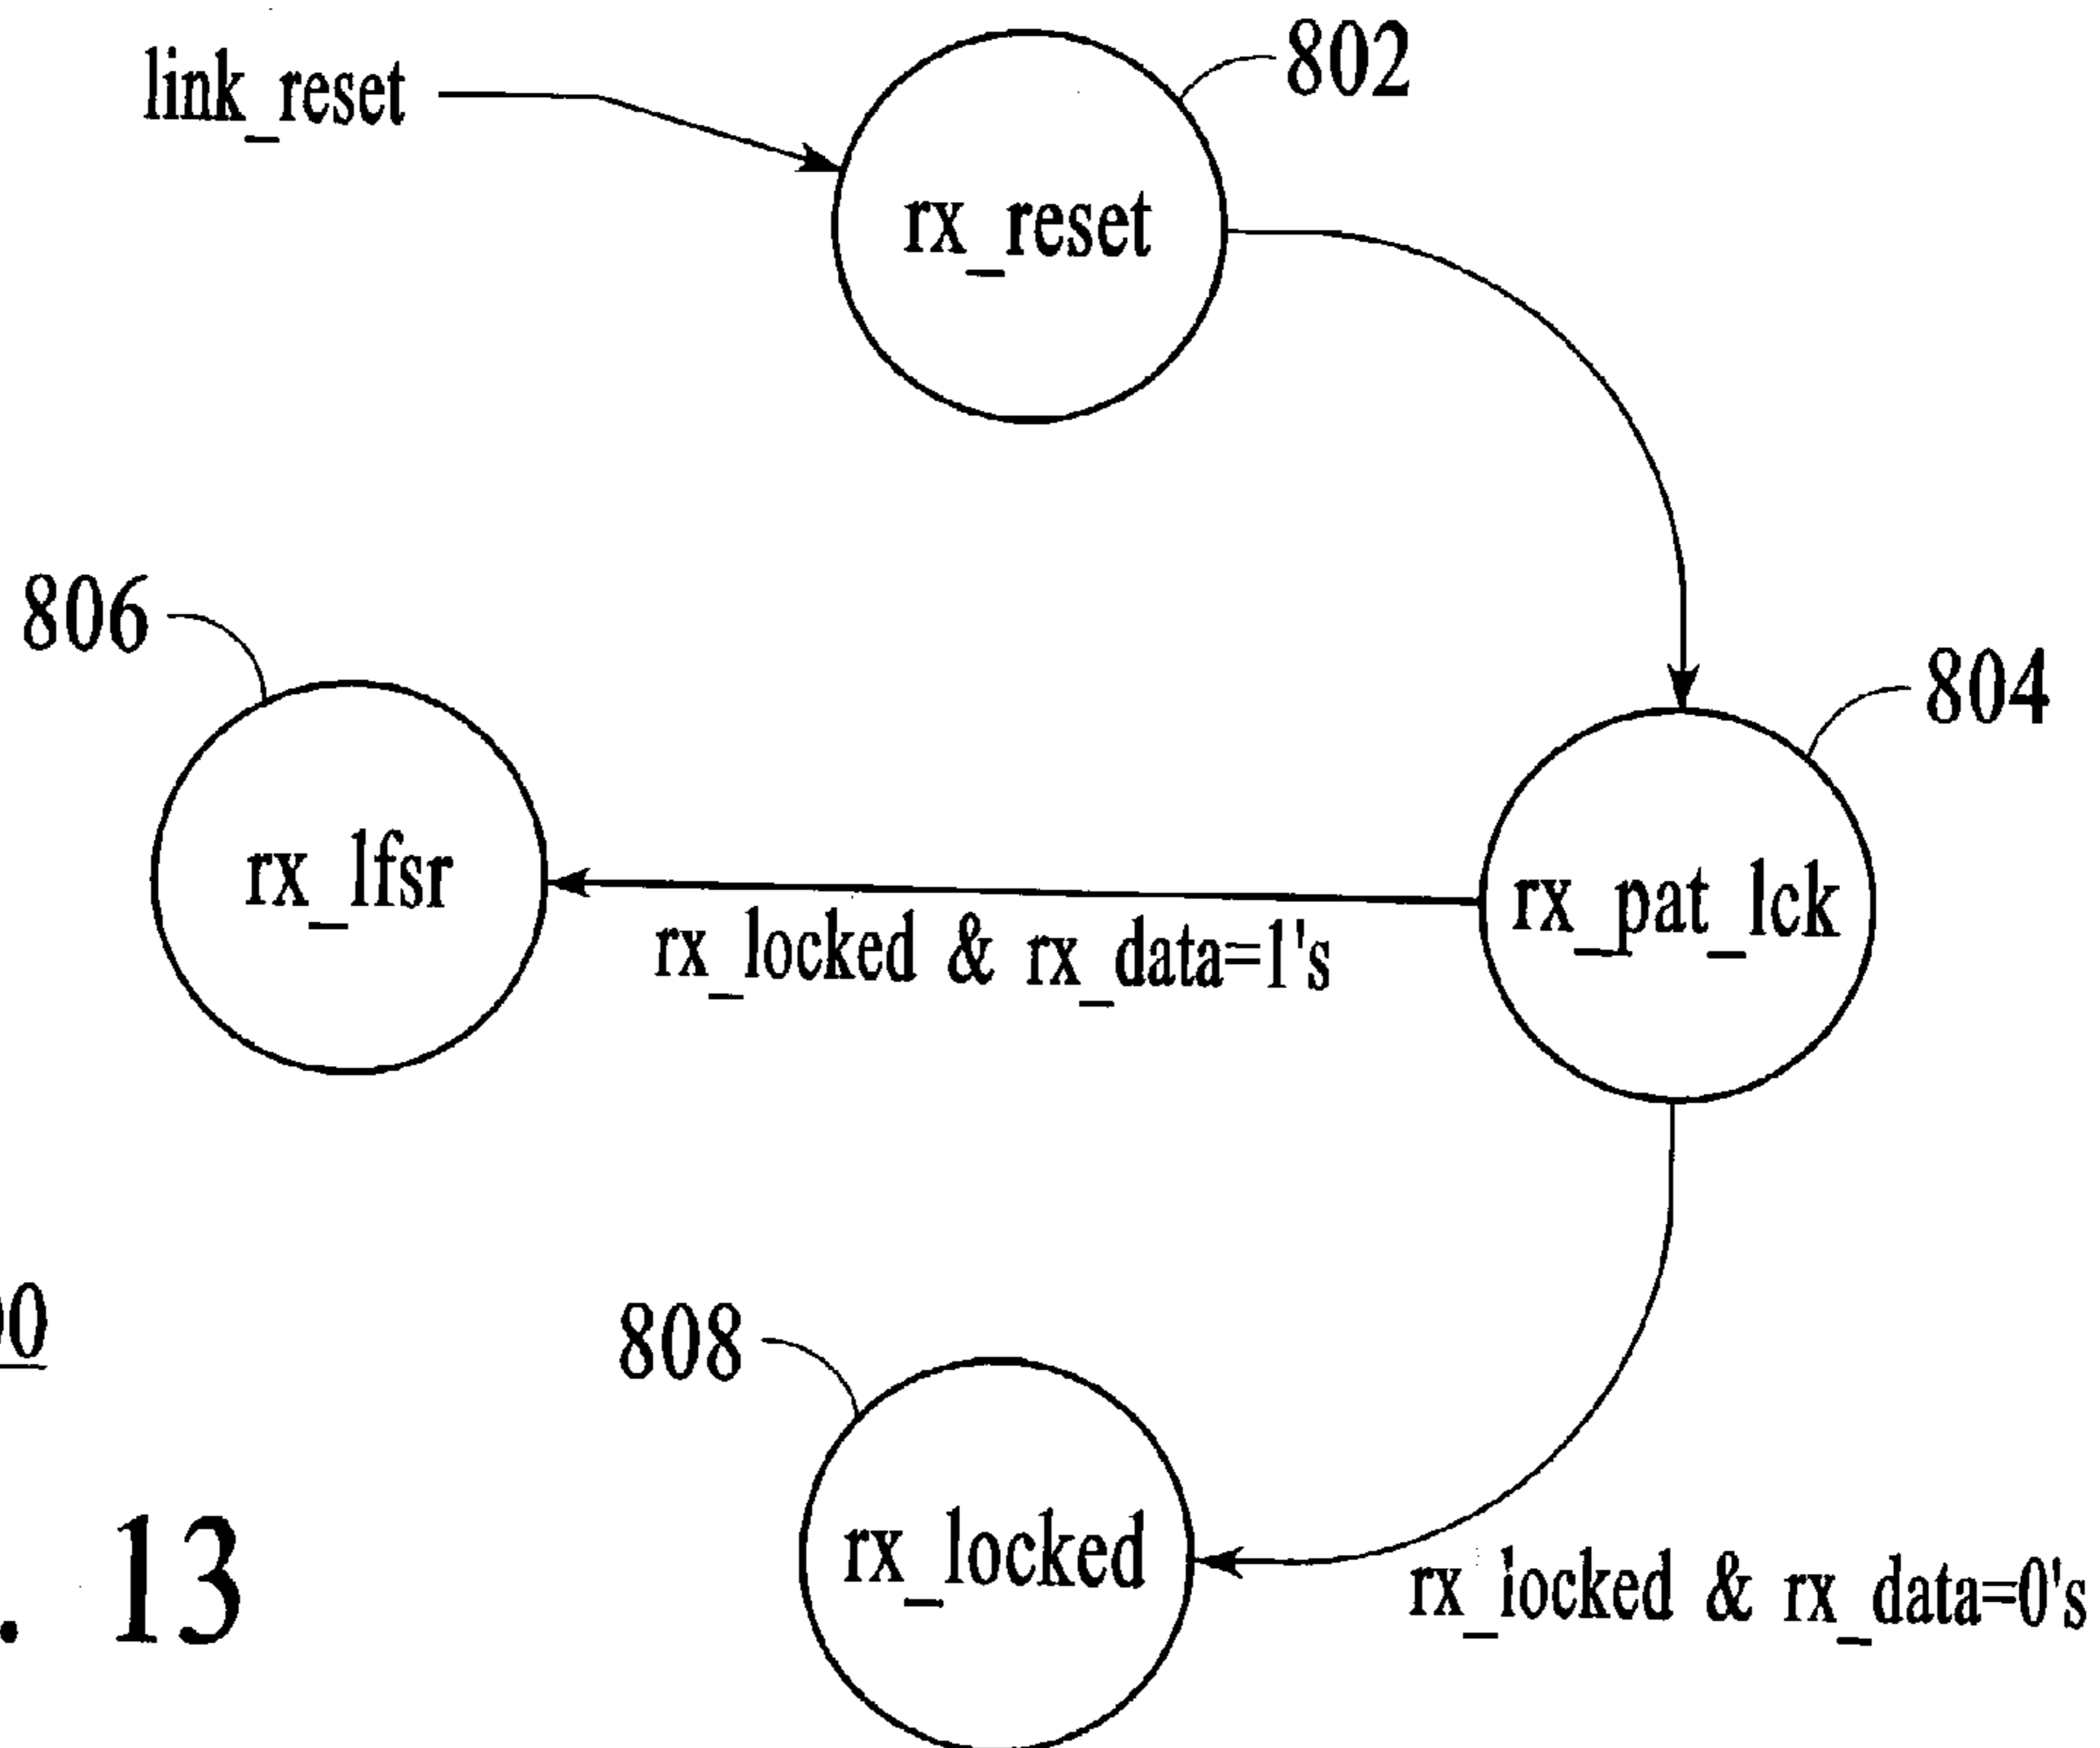 link_reset
802
rx_reset
806
804
rx_lfsr
rx_pat_lck
rx_locked & rx_data=1's
808
rx_locked
rx_locked & rx_data=0's
. 13